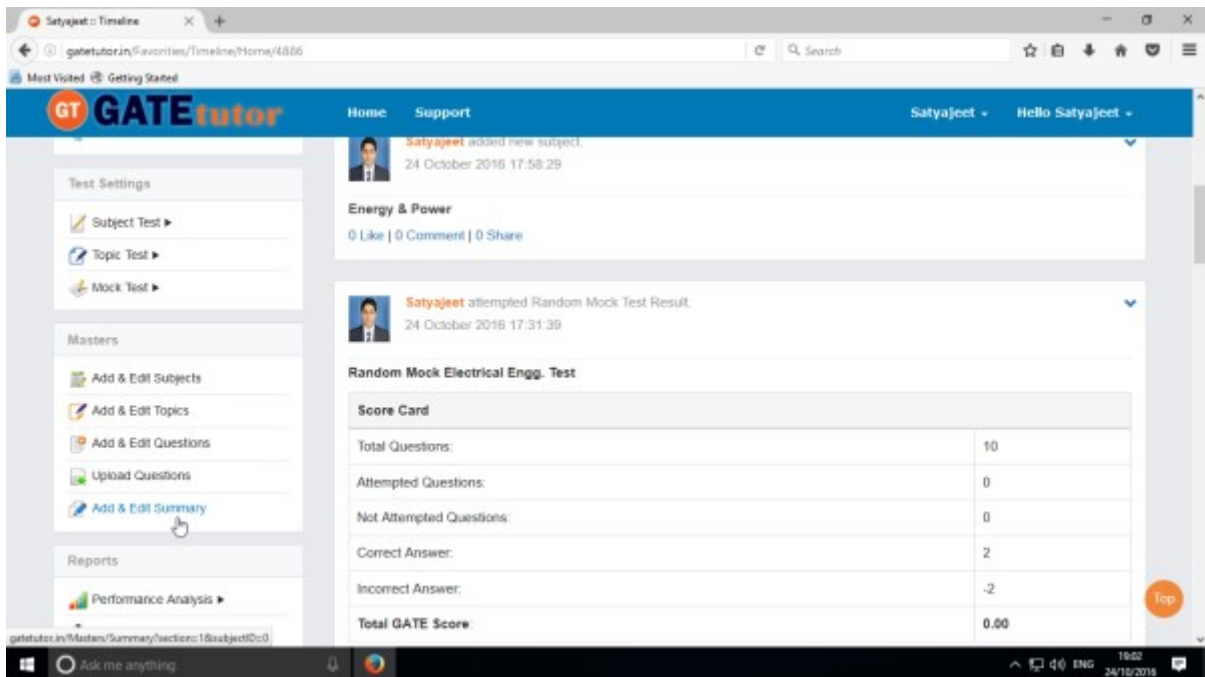 Satyajeet :: Timeline
gatetutor.in/Favorities/Timeline/Home/4886
Search
Most Visited Getting Started
GT GATEtutor Home Support Satyajeet Hello Satyajeet
Satyajeet added new subject.
24 October 2016 17:58:29
Energy & Power
0 Like | 0 Comment | 0 Share
Test Settings
Subject Test
Topic Test
Mock Test
Masters
Add & Edit Subjects
Add & Edit Topics
Add & Edit Questions
Upload Questions
Add & Edit Summary
Reports
Performance Analysis
Satyajeet attempted Random Mock Test Result.
24 October 2016 17:31:39
Random Mock Electrical Engg. Test
Score Card
Total Questions: 10
Attempted Questions: 0
Not Attempted Questions: 0
Correct Answer: 2
Incorrect Answer: -2
Total GATE Score: 0.00
Top
gatetutor.in/Masters/Summary?section=1&subjectID=0
Ask me anything
ENG
19:02
24/10/2016